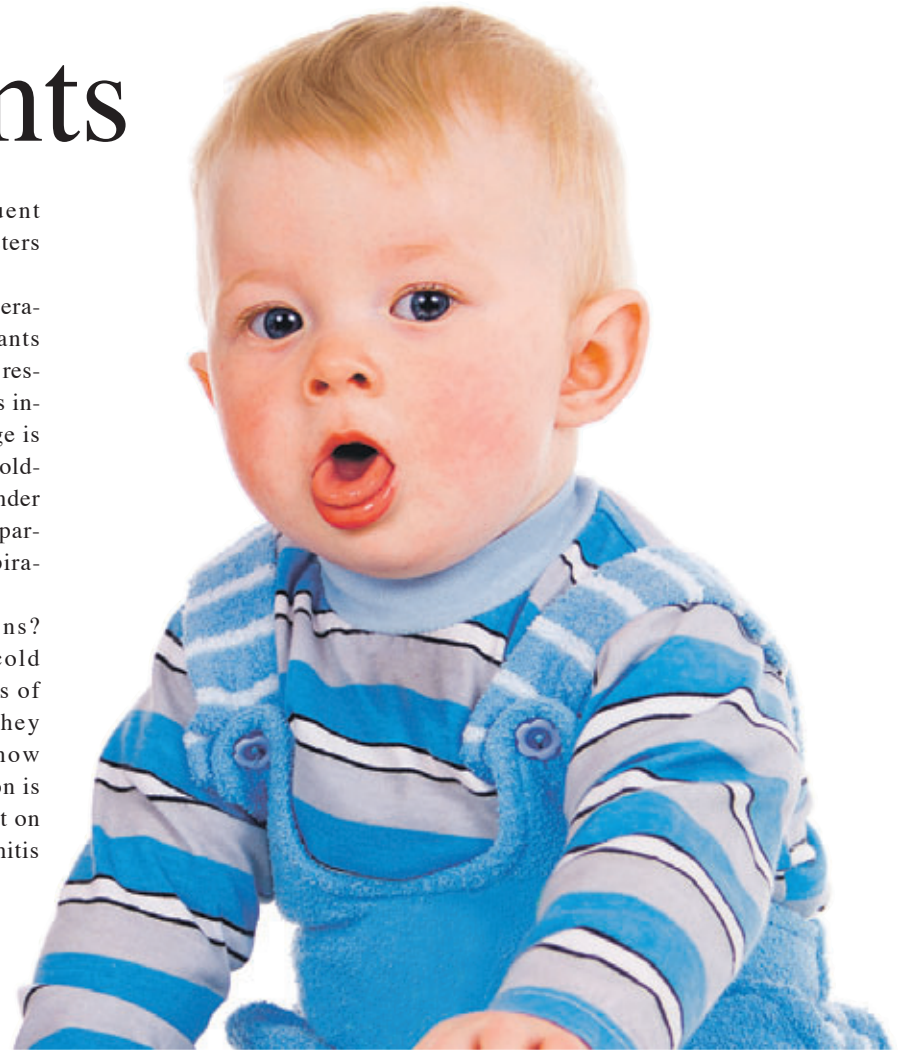 nts
uent
ters
era-
ants
res-
s in-
ge is
old-
nder
par-
pira-
ns?
cold
s of
hey
how
on is
t on
nitis